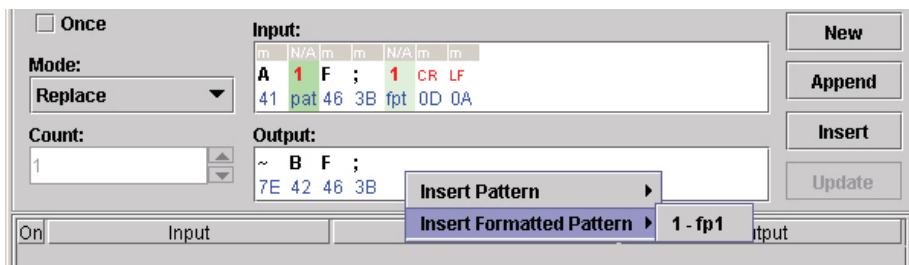 Once
Input:
New
m N/A m m N/A m m
Mode:
A 1 F ; 1 CR LF
Replace
Append
41 pat 46 3B fpt 0D 0A
Count:
Output:
Insert
1
~ B F ;
7E 42 46 3B
Update
Insert Pattern
Insert Formatted Pattern
1 - fp1
On Input tput